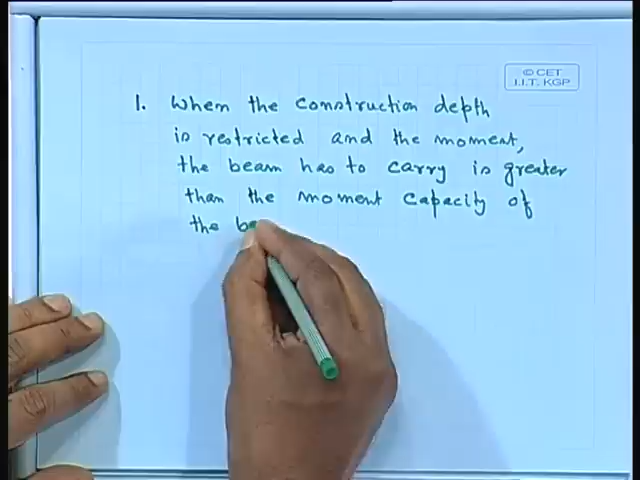 © CET
I.I.T. KGP
1. When the construction depth
is restricted and the moment,
the beam has to carry is greater
than the moment capacity of
the be